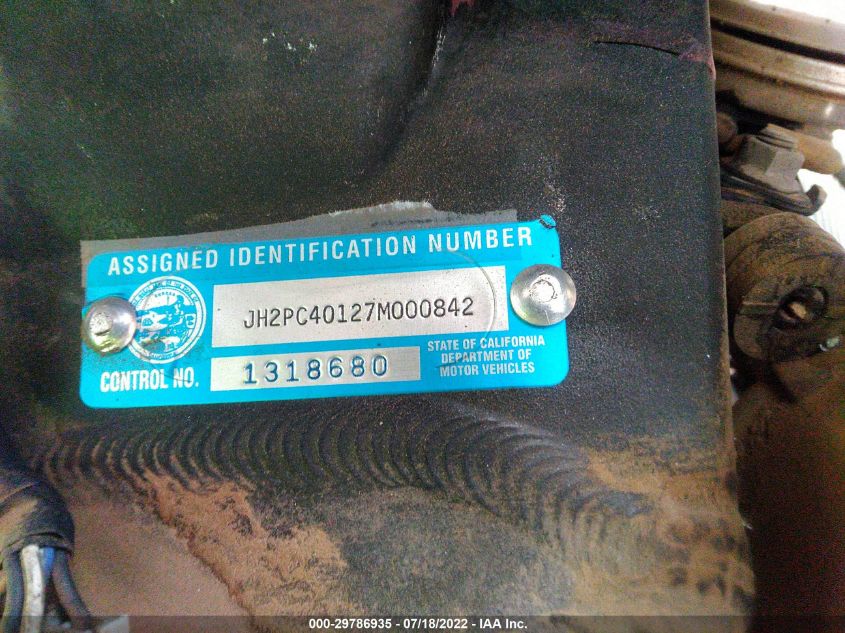 ASSIGNED IDENTIFICATION NUMBER
JH2PC40127M000842
CONTROL NO.
1318680
STATE OF CALIFORNIA
DEPARTMENT OF
MOTOR VEHICLES
000-29786935 - 07/18/2022 - IAA Inc.